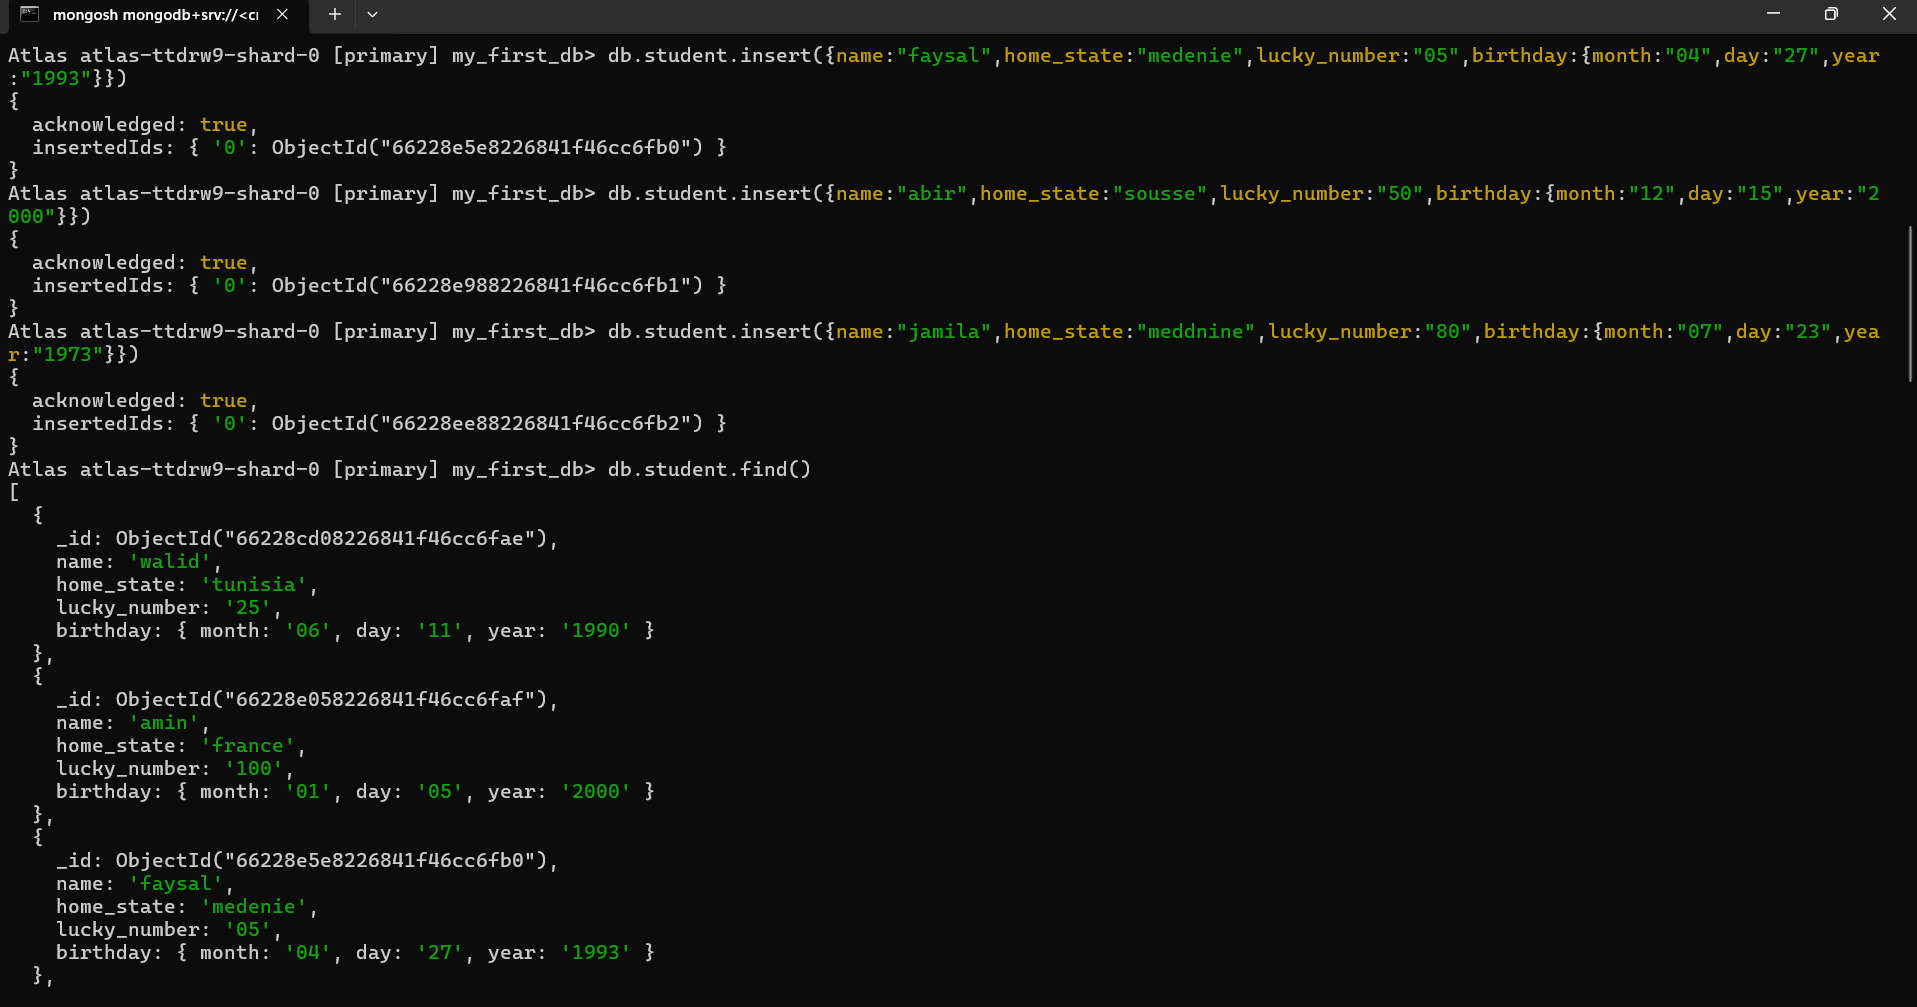 mongosh mongodb+srv://<cr
Atlas atlas-ttdrw9-shard-0 [primary] my_first_db> db.student.insert({name:"faysal",home_state:"medenie",lucky_number:"05",birthday:{month:"04",day:"27",year
:"1993"}})
{
  acknowledged: true,
  insertedIds: { '0': ObjectId("66228e5e8226841f46cc6fb0") }
}
Atlas atlas-ttdrw9-shard-0 [primary] my_first_db> db.student.insert({name:"abir",home_state:"sousse",lucky_number:"50",birthday:{month:"12",day:"15",year:"2
000"}})
{
  acknowledged: true,
  insertedIds: { '0': ObjectId("66228e988226841f46cc6fb1") }
}
Atlas atlas-ttdrw9-shard-0 [primary] my_first_db> db.student.insert({name:"jamila",home_state:"meddnine",lucky_number:"80",birthday:{month:"07",day:"23",yea
r:"1973"}})
{
  acknowledged: true,
  insertedIds: { '0': ObjectId("66228ee88226841f46cc6fb2") }
}
Atlas atlas-ttdrw9-shard-0 [primary] my_first_db> db.student.find()
[
  {
    _id: ObjectId("66228cd08226841f46cc6fae"),
    name: 'walid',
    home_state: 'tunisia',
    lucky_number: '25',
    birthday: { month: '06', day: '11', year: '1990' }
  },
  {
    _id: ObjectId("66228e058226841f46cc6faf"),
    name: 'amin',
    home_state: 'france',
    lucky_number: '100',
    birthday: { month: '01', day: '05', year: '2000' }
  },
  {
    _id: ObjectId("66228e5e8226841f46cc6fb0"),
    name: 'faysal',
    home_state: 'medenie',
    lucky_number: '05',
    birthday: { month: '04', day: '27', year: '1993' }
  },